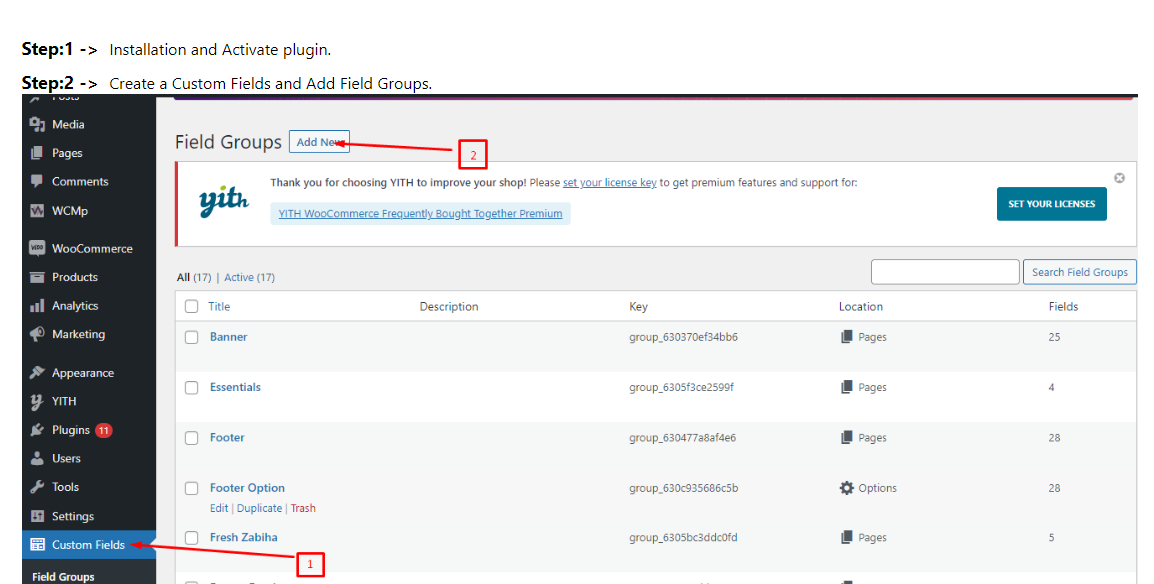 Step:1 -> Installation and Activate plugin.
Step:2 -> Create a Custom Fields and Add Field Groups.
Posts
Media
Pages
Comments
WCMp
WooCommerce
Products
Analytics
Marketing
Appearance
YITH
Plugins 11
Users
Tools
Settings
Custom Fields
Field Groups
Field Groups Add New
2
yith
Thank you for choosing YITH to improve your shop! Please set your license key to get premium features and support for:
YITH WooCommerce Frequently Bought Together Premium
SET YOUR LICENSES
All (17) | Active (17)
Search Field Groups
Title Description Key Location Fields
Banner group_630370ef34bb6 Pages 25
Essentials group_6305f3ce2599f Pages 4
Footer group_630477a8af4e6 Pages 28
Footer Option group_630c935686c5b Options 28
Edit | Duplicate | Trash
Fresh Zabiha group_6305bc3ddc0fd Pages 5
1